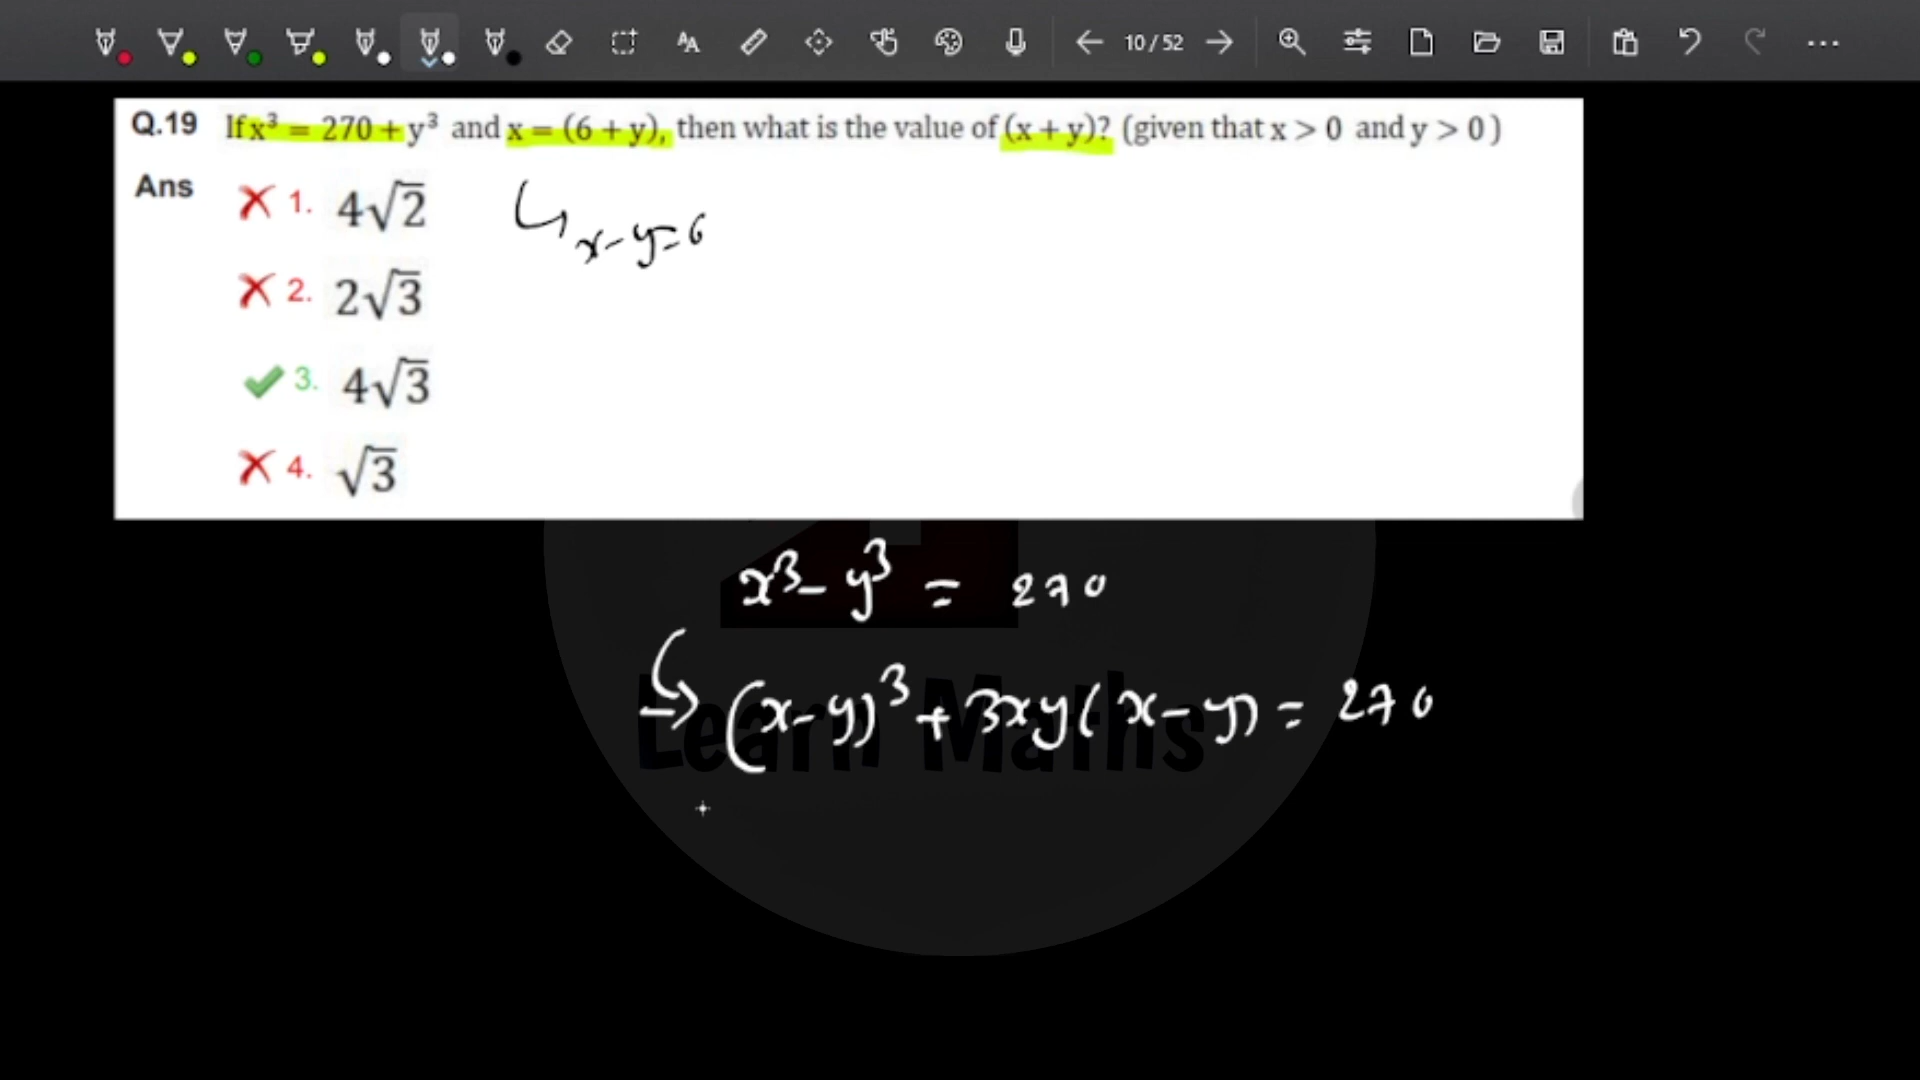 10 / 52
Q.19 If x³ = 270 + y³ and x = (6 + y), then what is the value of (x + y)? (given that x > 0 and y > 0)
Ans
1. 4√2
x-y=6
2. 2√3
3. 4√3
4. √3
x³ - y³ = 270
(x-y)³ + 3xy(x-y) = 270
Learn Maths